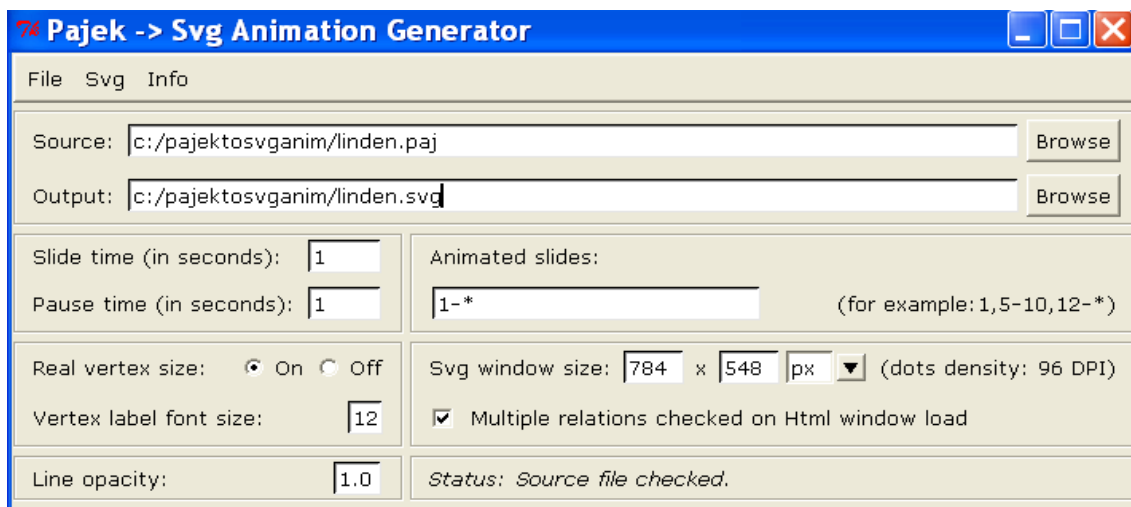 Pajek -> Svg Animation Generator
File Svg Info
Source: c:/pajektosvganim/linden.paj Browse
Output: c:/pajektosvganim/linden.svg Browse
Slide time (in seconds): 1
Pause time (in seconds): 1
Animated slides:
1-* (for example: 1,5-10,12-*)
Real vertex size: On Off
Vertex label font size: 12
Svg window size: 784 x 548 px (dots density: 96 DPI)
Multiple relations checked on Html window load
Line opacity: 1.0
Status: Source file checked.